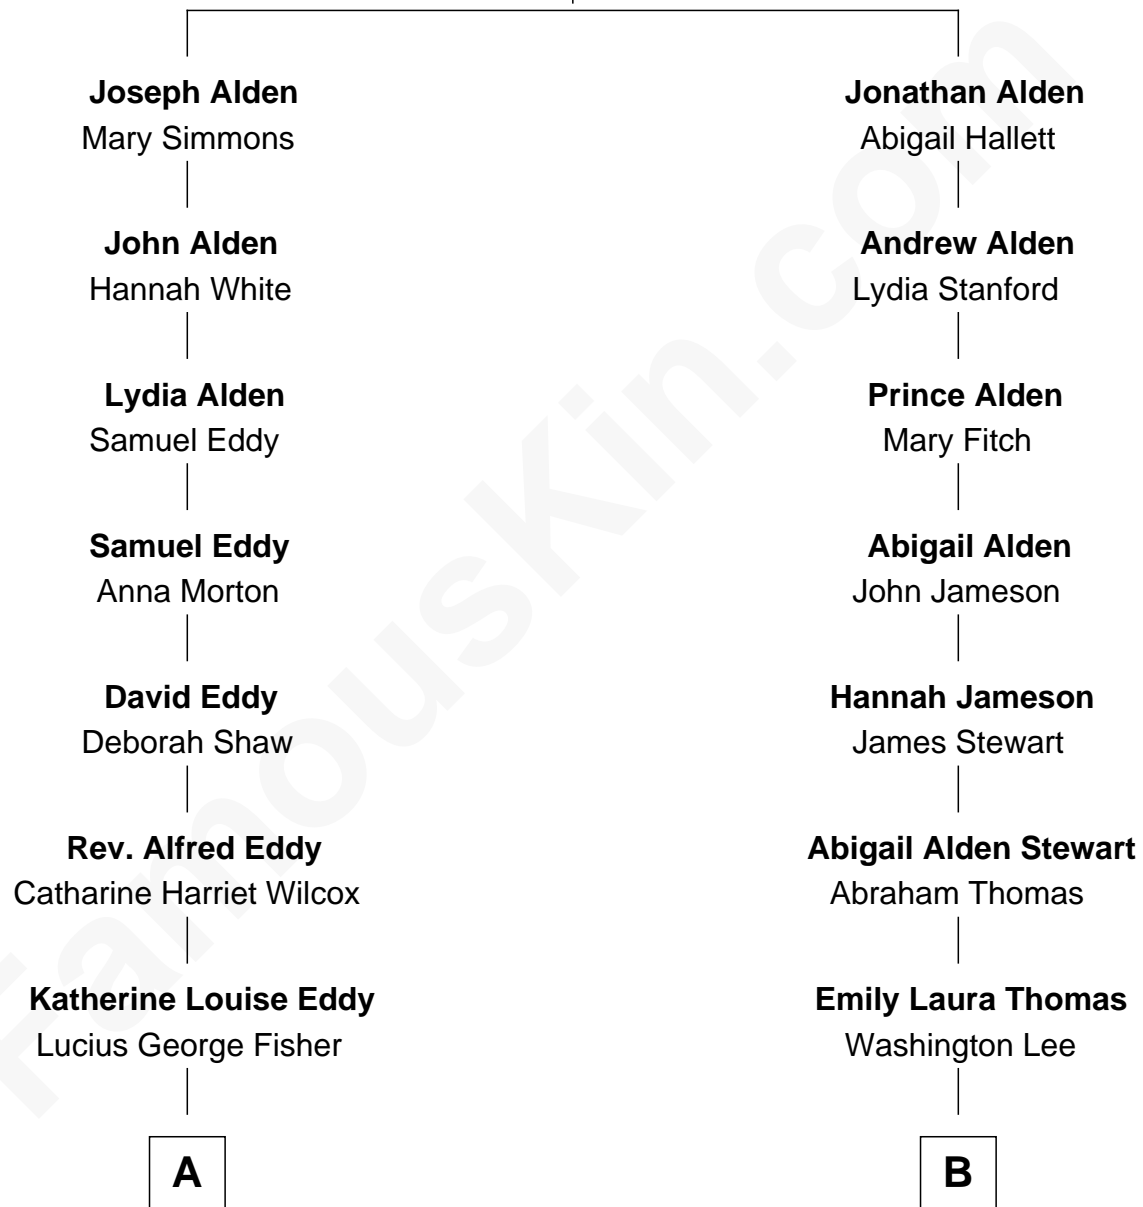 Joseph Alden
Mary Simmons
John Alden
Hannah White
Lydia Alden
Samuel Eddy
Samuel Eddy
Anna Morton
David Eddy
Deborah Shaw
Rev. Alfred Eddy
Catharine Harriet Wilcox
Katherine Louise Eddy
Lucius George Fisher
A
Jonathan Alden
Abigail Hallett
Andrew Alden
Lydia Stanford
Prince Alden
Mary Fitch
Abigail Alden
John Jameson
Hannah Jameson
James Stewart
Abigail Alden Stewart
Abraham Thomas
Emily Laura Thomas
Washington Lee
B
FamousKin.com